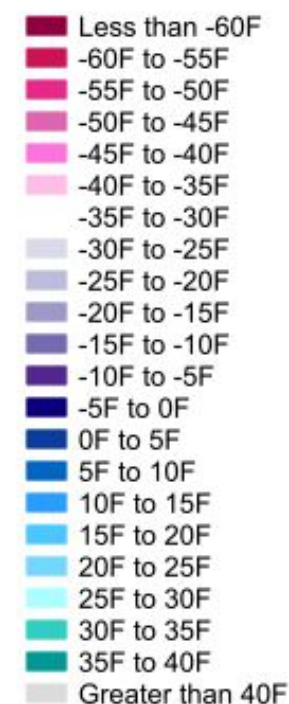 Less than -60F
-60F to -55F
-55F to -50F
-50F to -45F
-45F to -40F
-40F to -35F
-35F to -30F
-30F to -25F
-25F to -20F
-20F to -15F
-15F to -10F
-10F to -5F
-5F to 0F
0F to 5F
5F to 10F
10F to 15F
15F to 20F
20F to 25F
25F to 30F
30F to 35F
35F to 40F
Greater than 40F